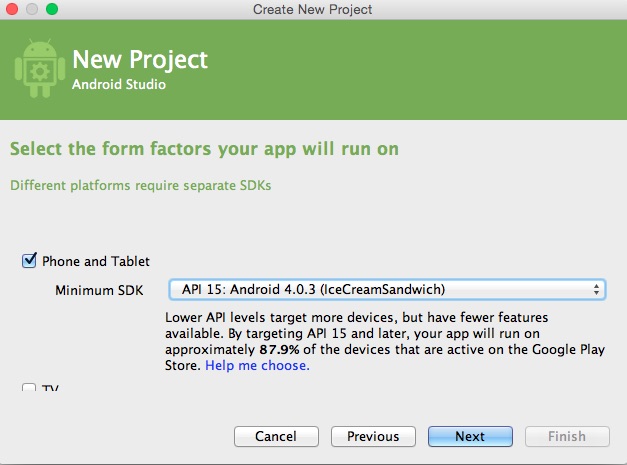 Create New Project
New Project
Android Studio
Select the form factors your app will run on
Different platforms require separate SDKs
Phone and Tablet
Minimum SDK
API 15: Android 4.0.3 (IceCreamSandwich)
Lower API levels target more devices, but have fewer features
available. By targeting API 15 and later, your app will run on
approximately 87.9% of the devices that are active on the Google Play
Store. Help me choose.
TV
Cancel
Previous
Next
Finish